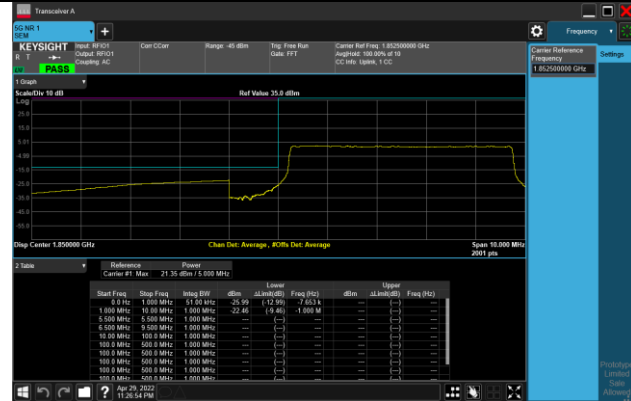 Transceiver A
5G NR 1
SEM
Frequency
KEYSIGHT
R T
PASS
Input: RFIO1
Output: RFIO1
Coupling: AC
Corr CCorr
Range: -45 dBm
Trig: Free Run
Gate: FFT
Carrier Ref Freq: 1.852500000 GHz
Avg|Hold: 100.00% of 10
CC Info: Uplink, 1 CC
Carrier Reference
Frequency
1.852500000 GHz
Settings
1 Graph
Scale/Div 10 dB
Ref Value 35.0 dBm
Log
25.0
15.0
5.01
-4.99
-15.0
-25.0
-35.0
-45.0
-55.0
Disp Center 1.850000 GHz
Chan Det: Average , #Offs Det: Average
Span 10.000 MHz
2001 pts
2 Table
Reference Power
Carrier #1 Max 21.35 dBm / 5.000 MHz
Lower Upper
Start Freq Stop Freq Integ BW dBm ΔLimit(dB) Freq (Hz) dBm ΔLimit(dB) Freq (Hz)
0.0 Hz 1.000 MHz 51.00 kHz -25.99 (-12.99) -7.653 k --- (---) ---
1.000 MHz 10.00 MHz 1.000 MHz -22.46 (-9.46) -1.000 M --- (---) ---
5.500 MHz 5.500 MHz 1.000 MHz --- (---) --- --- (---) ---
6.500 MHz 9.500 MHz 1.000 MHz --- (---) --- --- (---) ---
10.00 MHz 100.0 MHz 1.000 MHz --- (---) --- --- (---) ---
100.0 MHz 500.0 MHz 1.000 MHz --- (---) --- --- (---) ---
100.0 MHz 500.0 MHz 1.000 MHz --- (---) --- --- (---) ---
100.0 MHz 500.0 MHz 1.000 MHz --- (---) --- --- (---) ---
100.0 MHz 500.0 MHz 1.000 MHz --- (---) --- --- (---) ---
100.0 MHz 500.0 MHz 1.000 MHz --- (---) --- --- (---) ---
Apr 29, 2022
11:26:54 PM
Prototype
Limited
Sale
Allowed